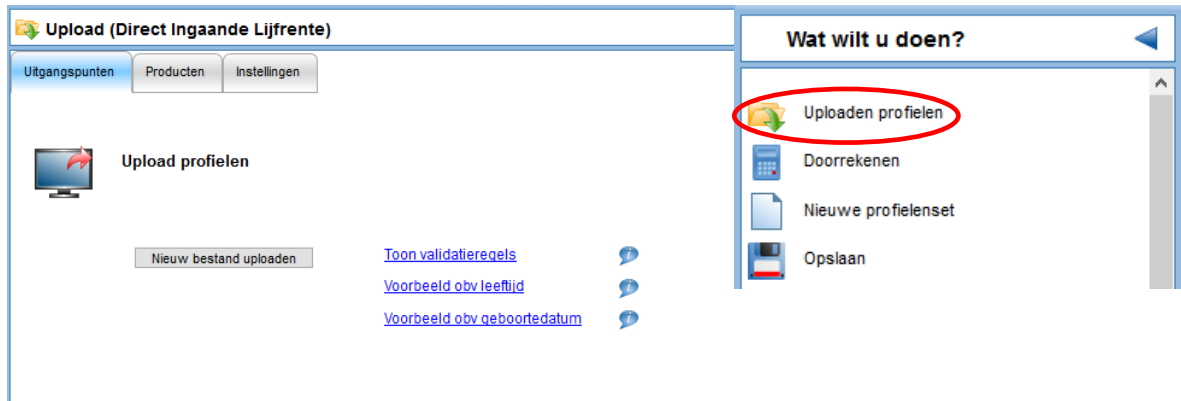 Upload (Direct Ingaande Lijfrente)
Uitgangspunten
Producten
Instellingen
Upload profielen
Nieuw bestand uploaden
Toon validatieregels
Voorbeeld obv leeftijd
Voorbeeld obv geboortedatum
Wat wilt u doen?
Uploaden profielen
Doorrekenen
Nieuwe profielenset
Opslaan